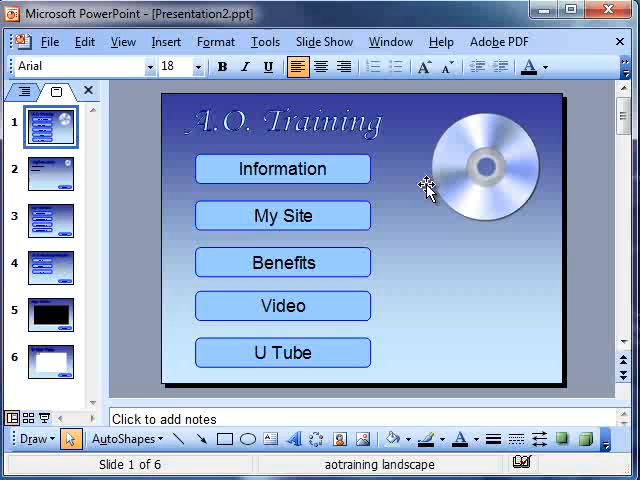 Microsoft PowerPoint - [Presentation2.ppt]
File Edit View Insert Format Tools Slide Show Window Help Adobe PDF
Arial 18 B I U A A A
1
2
3
4
5
6
A.O. Training
Information
My Site
Benefits
Video
U Tube
Click to add notes
Draw AutoShapes A A
Slide 1 of 6 aotraining landscape